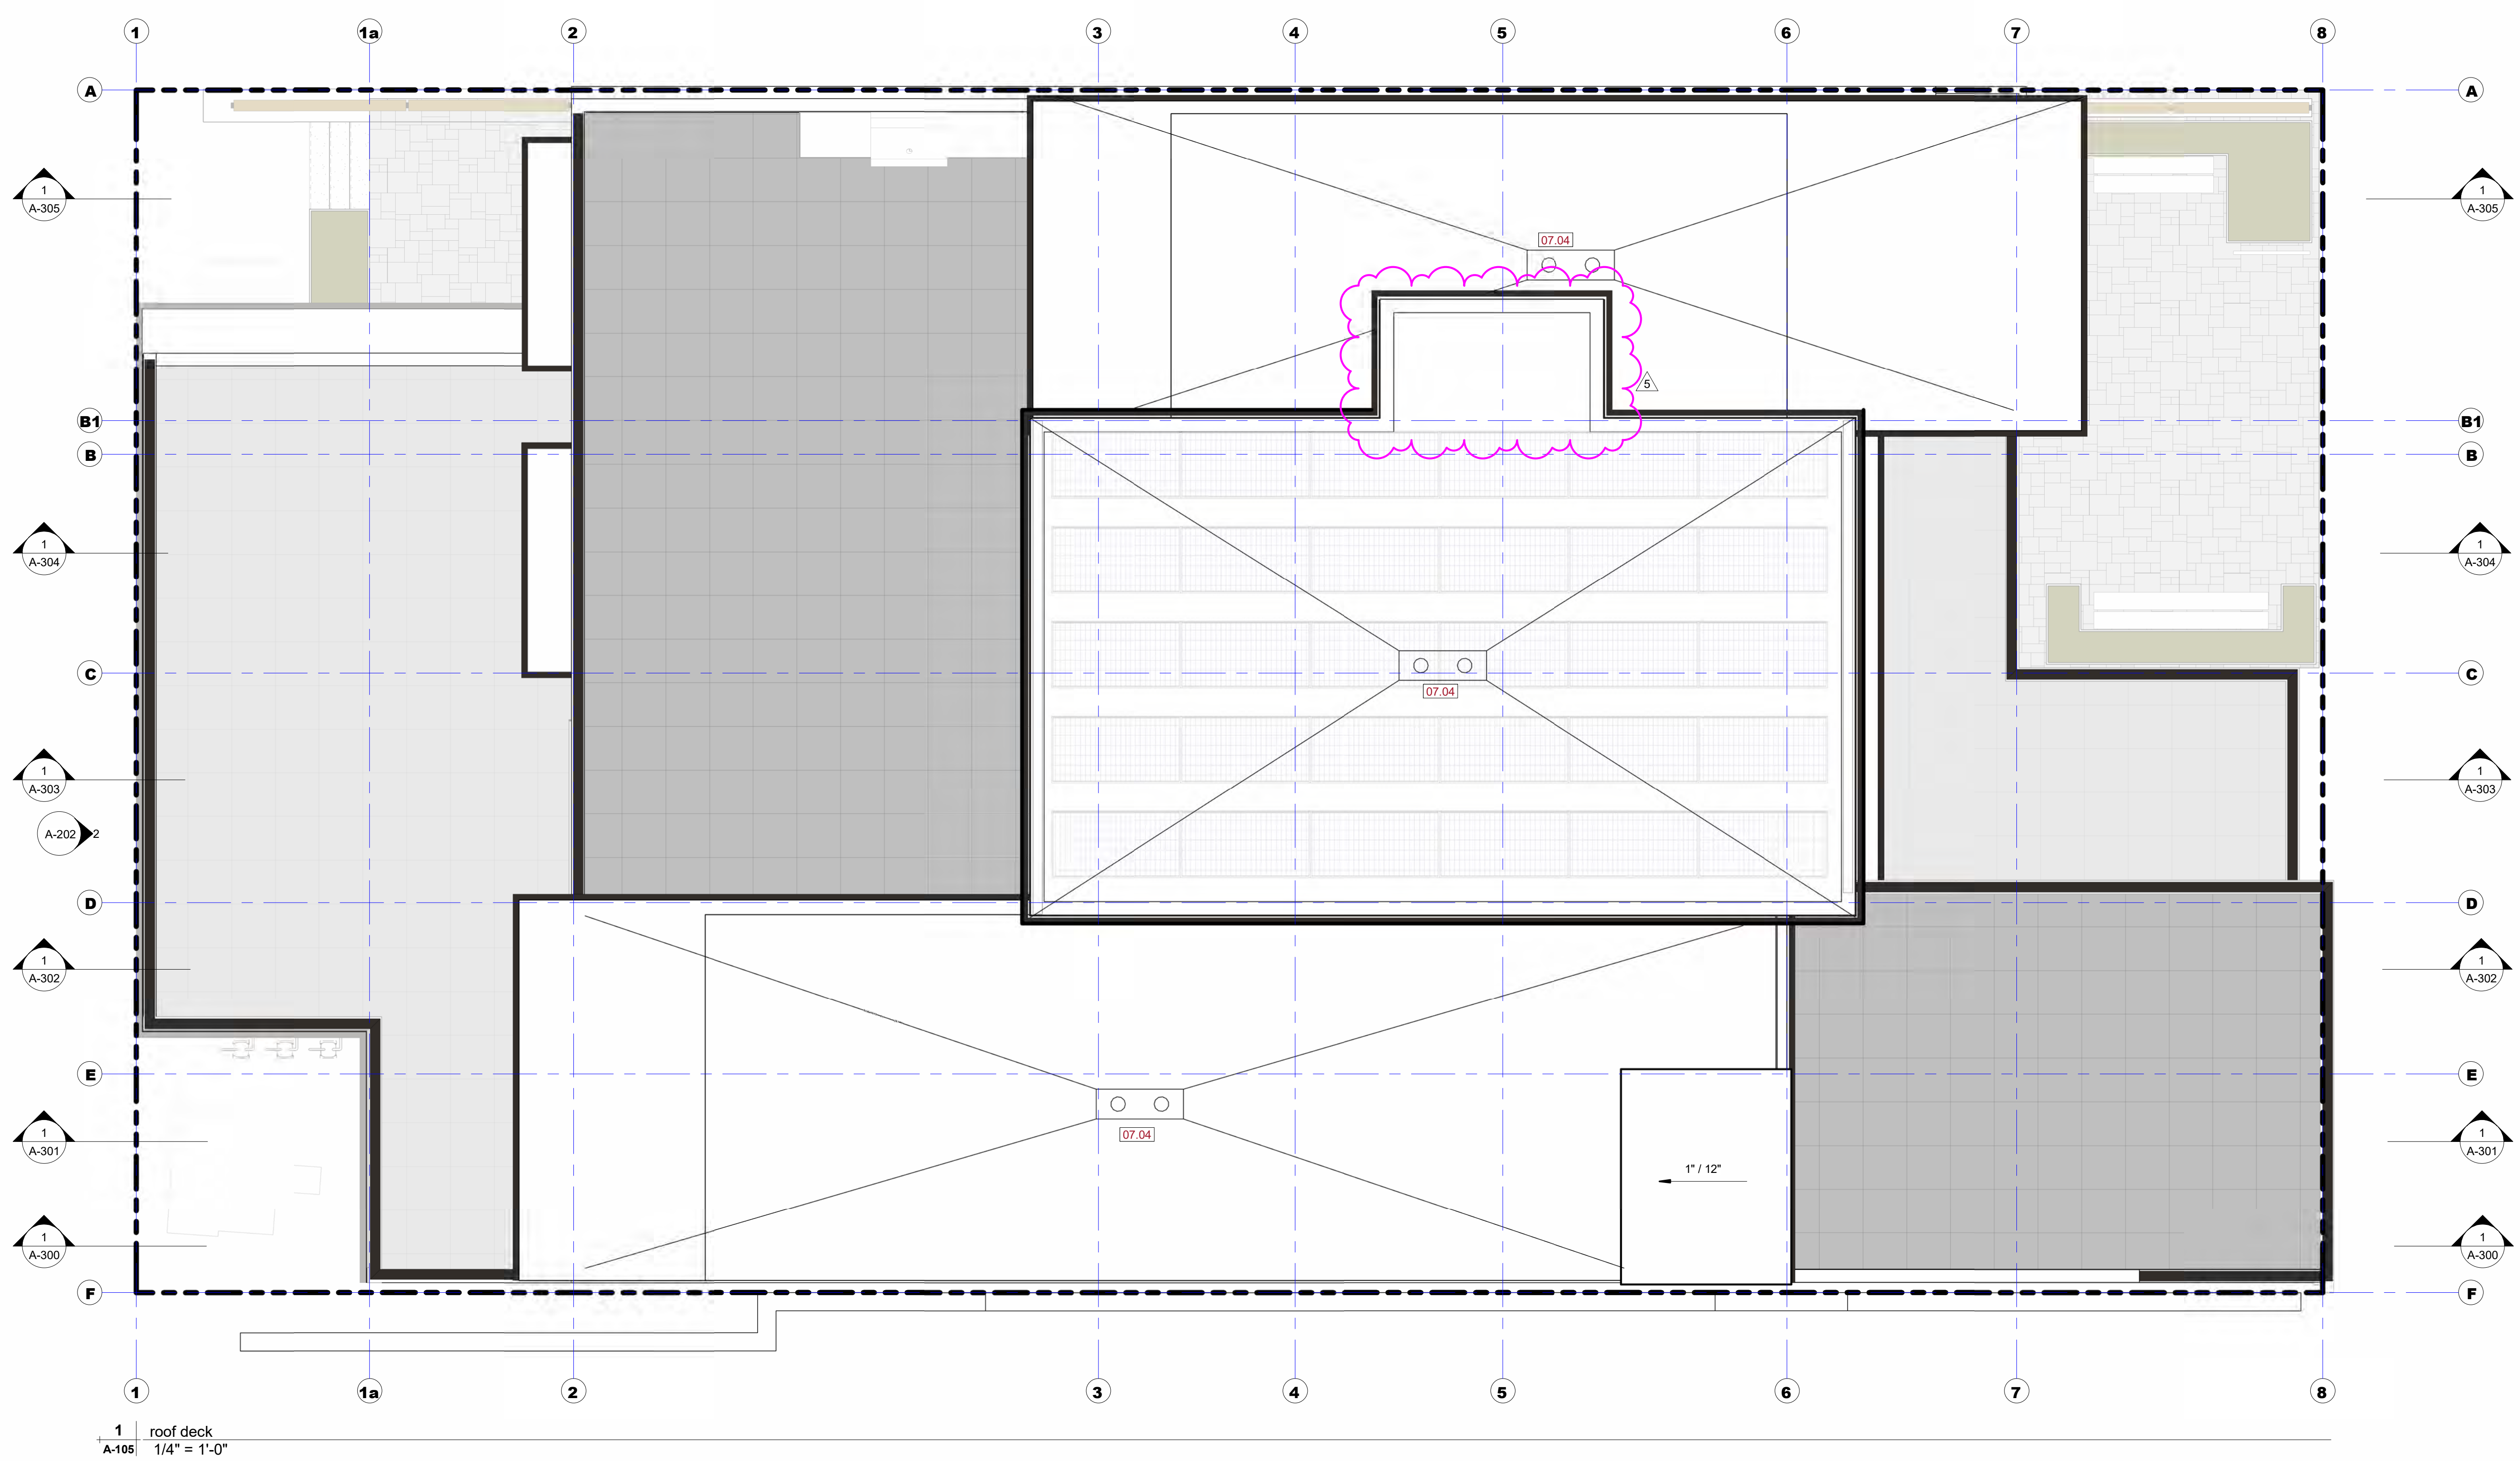 1 1a 2 3 4 5 6 7 8
A A
1 1
A-305 A-305
07.04
5
B1 B1
B B
1 1
A-304 A-304
C C
07.04
1 1
A-303 A-303
A-202 2
D D
1 1
A-302 A-302
E E
07.04
1 1
A-301 A-301
1" / 12"
1 1
A-300 A-300
F F
1 1a 2 3 4 5 6 7 8
1 roof deck
A-105 1/4" = 1'-0"